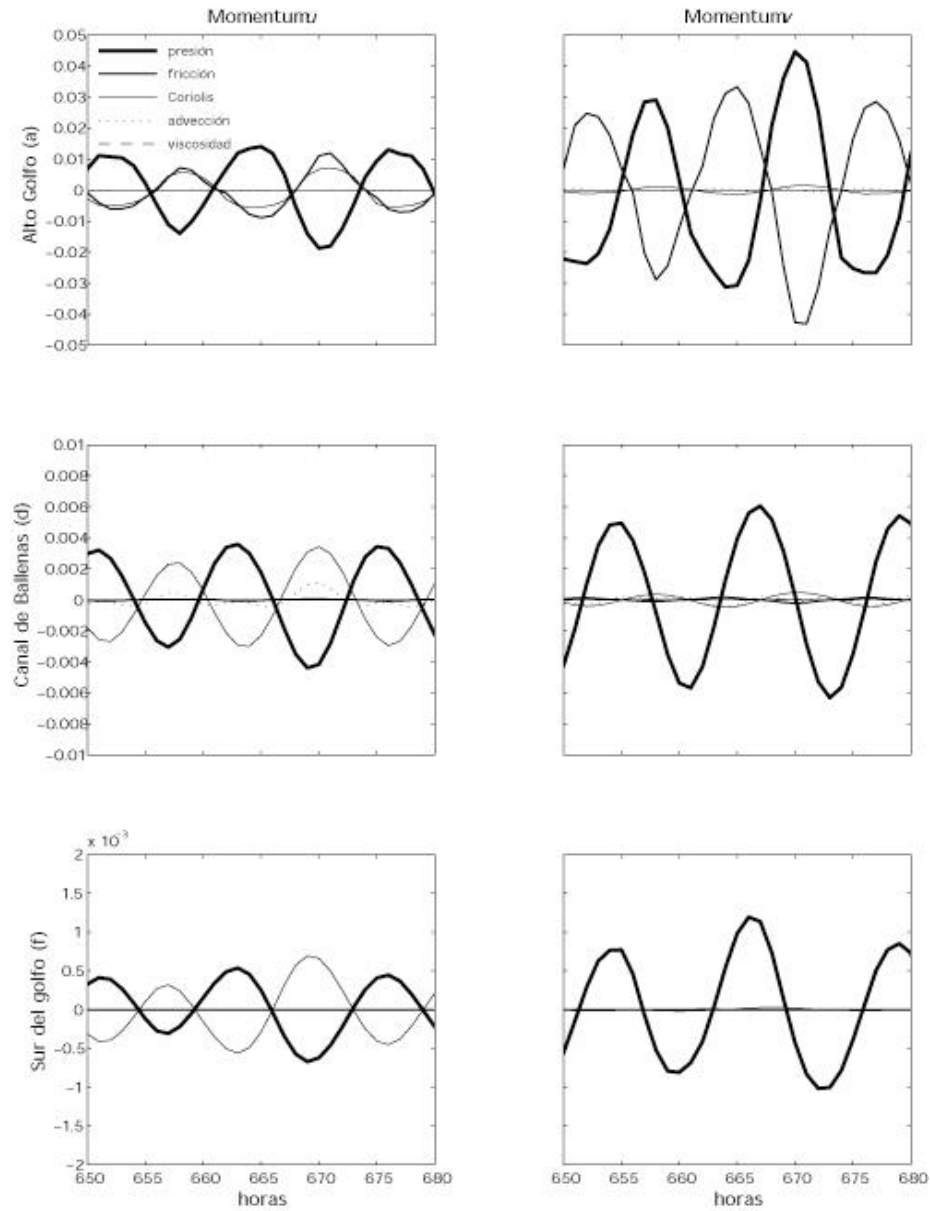 Momentum u Momentum v
0.05
presión
0.04
fricción
0.03
Coriolis
0.02
advección
0.01
viscosidad
0
−0.01
−0.02
−0.03
−0.04
−0.05
Alto Golfo (a)
0.01
0.008
0.006
0.004
0.002
0
−0.002
−0.004
−0.006
−0.008
−0.01
Canal de Ballenas (d)
x 10⁻³
2
1.5
1
0.5
0
−0.5
−1
−1.5
−2
Sur del golfo (f)
650 655 660 665 670 675 680 650 655 660 665 670 675 680
horas horas